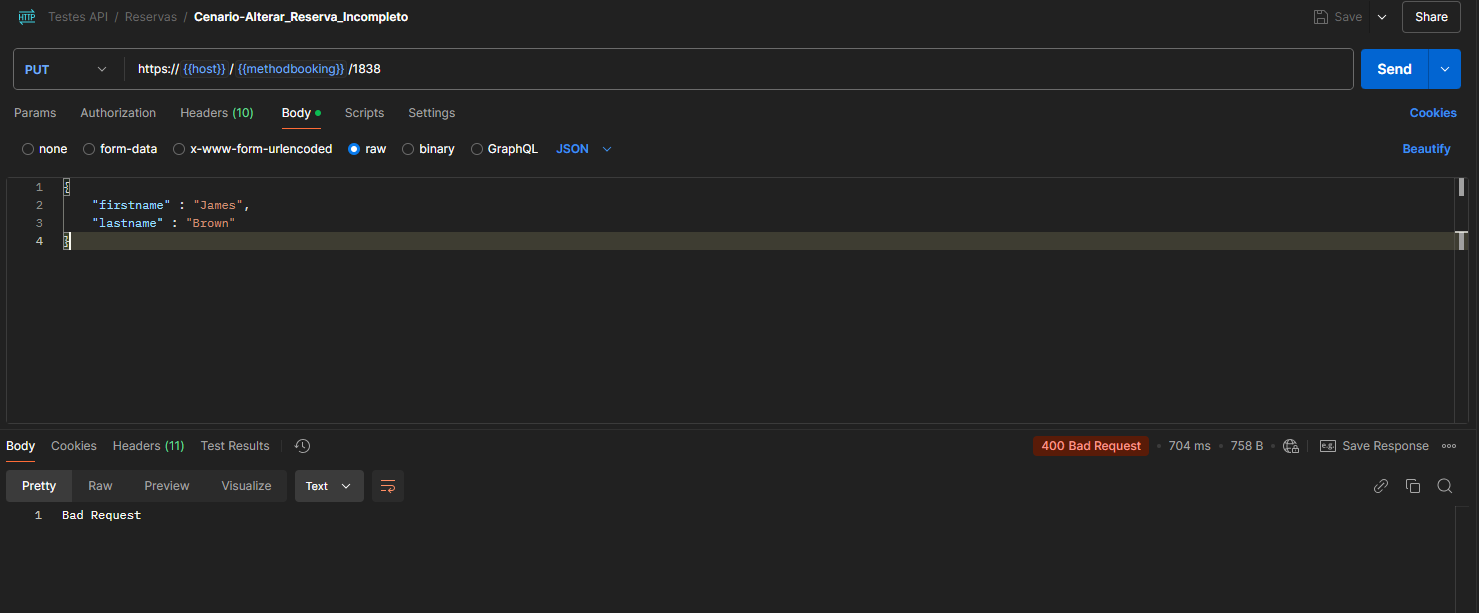 HTTP Testes API / Reservas / Cenario-Alterar_Reserva_Incompleto Save Share
PUT https:// {{host}} / {{methodbooking}} /1838 Send
Params Authorization Headers (10) Body Scripts Settings Cookies
none form-data x-www-form-urlencoded raw binary GraphQL JSON Beautify
1 {
2 "firstname" : "James",
3 "lastname" : "Brown"
4 }
Body Cookies Headers (11) Test Results 400 Bad Request • 704 ms • 758 B • e.g. Save Response
Pretty Raw Preview Visualize Text
1 Bad Request